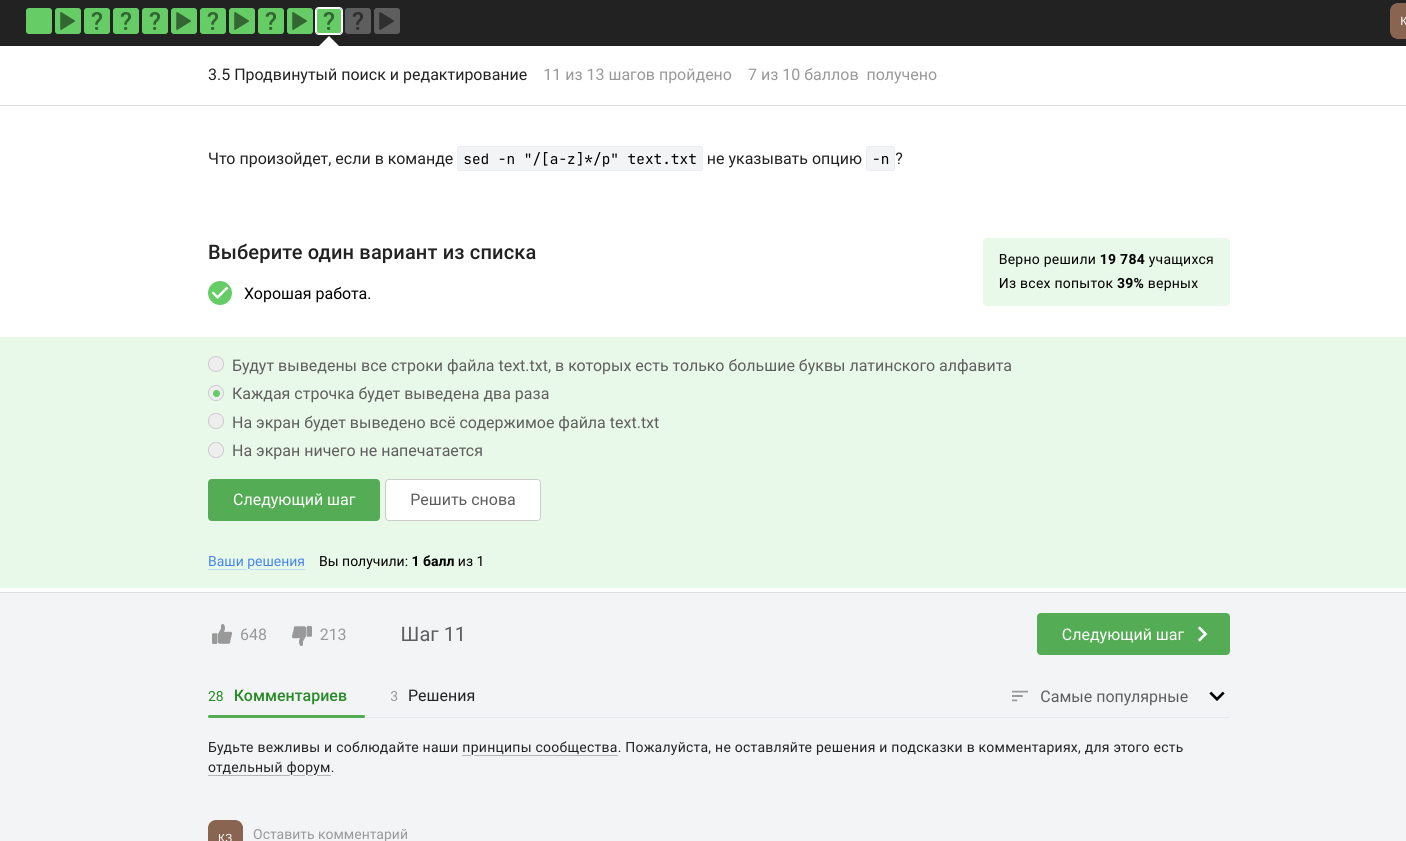 3.5 Продвинутый поиск и редактирование 11 из 13 шагов пройдено 7 из 10 баллов получено
Что произойдет, если в команде sed -n "/[a-z]*/p" text.txt не указывать опцию -n?
Выберите один вариант из списка
Верно решили 19 784 учащихся
Из всех попыток 39% верных
Хорошая работа.
Будут выведены все строки файла text.txt, в которых есть только большие буквы латинского алфавита
Каждая строчка будет выведена два раза
На экран будет выведено всё содержимое файла text.txt
На экран ничего не напечатается
Следующий шаг Решить снова
Ваши решения Вы получили: 1 балл из 1
648 213 Шаг 11 Следующий шаг
28 Комментариев 3 Решения Самые популярные
Будьте вежливы и соблюдайте наши принципы сообщества. Пожалуйста, не оставляйте решения и подсказки в комментариях, для этого есть
отдельный форум.
КЗ Оставить комментарий